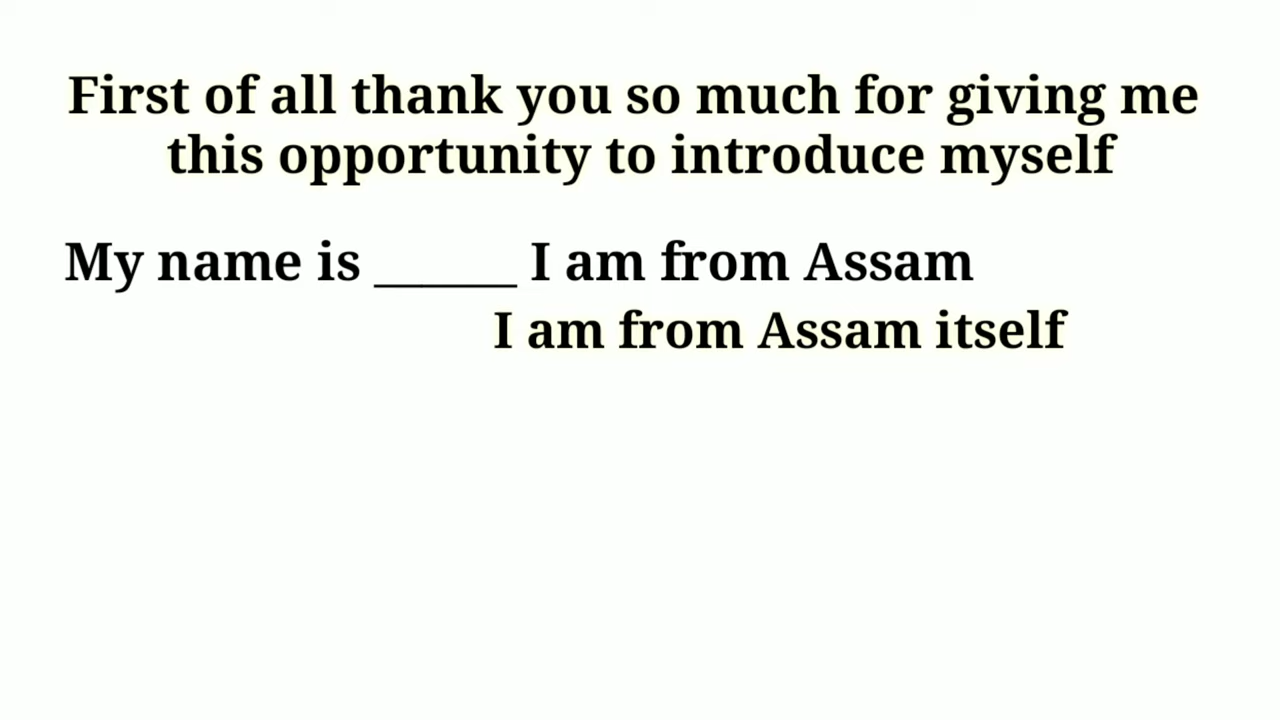 First of all thank you so much for giving me
this opportunity to introduce myself
My name is ______ I am from Assam
I am from Assam itself